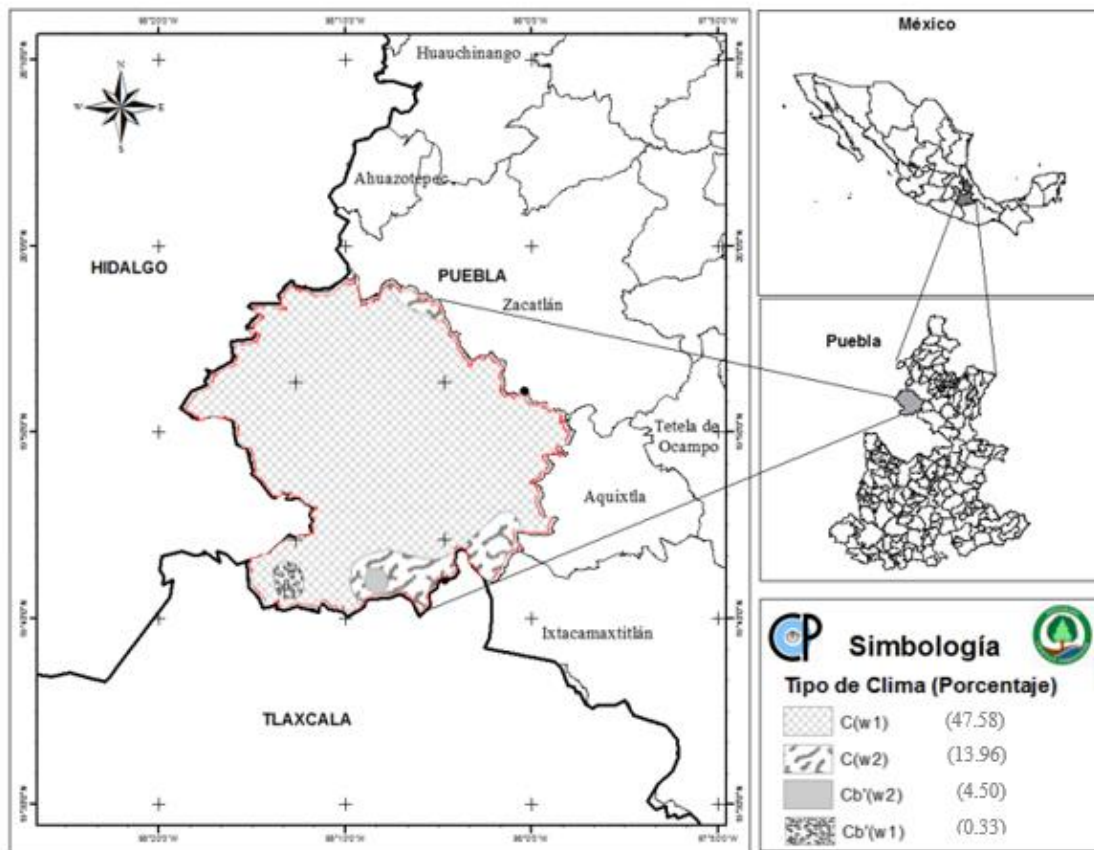 Huauchinango
Ahuazotepec
HIDALGO
PUEBLA
Zacatlán
Tetela de
Ocampo
Aquixtla
Ixtacamaxtitlán
TLAXCALA
N
W
E
S
México
Puebla
CP
Simbología
Tipo de Clima (Porcentaje)
C(w1) (47.58)
C(w2) (13.96)
Cb'(w2) (4.50)
Cb'(w1) (0.33)